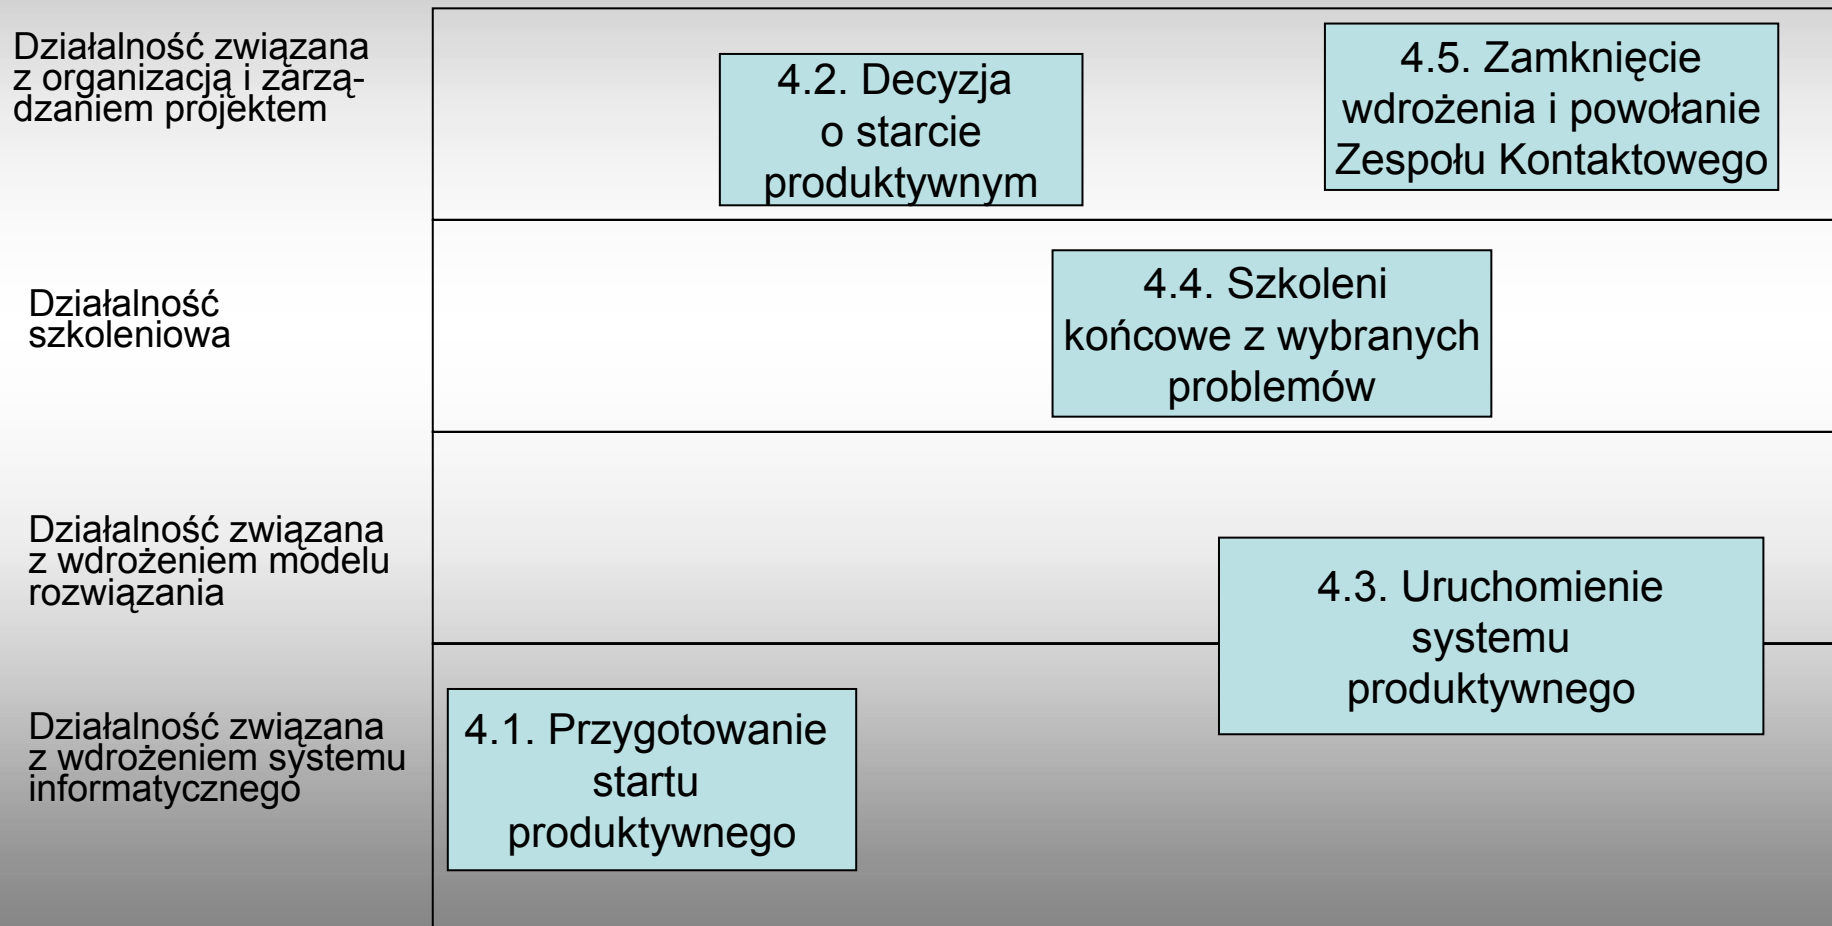 Działalność związana
z organizacją i zarzą-
dzaniem projektem
4.2. Decyzja
o starcie
produktywnym
4.5. Zamknięcie
wdrożenia i powołanie
Zespołu Kontaktowego
Działalność
szkoleniowa
4.4. Szkoleni
końcowe z wybranych
problemów
Działalność związana
z wdrożeniem modelu
rozwiązania
4.3. Uruchomienie
systemu
produktywnego
Działalność związana
z wdrożeniem systemu
informatycznego
4.1. Przygotowanie
startu
produktywnego